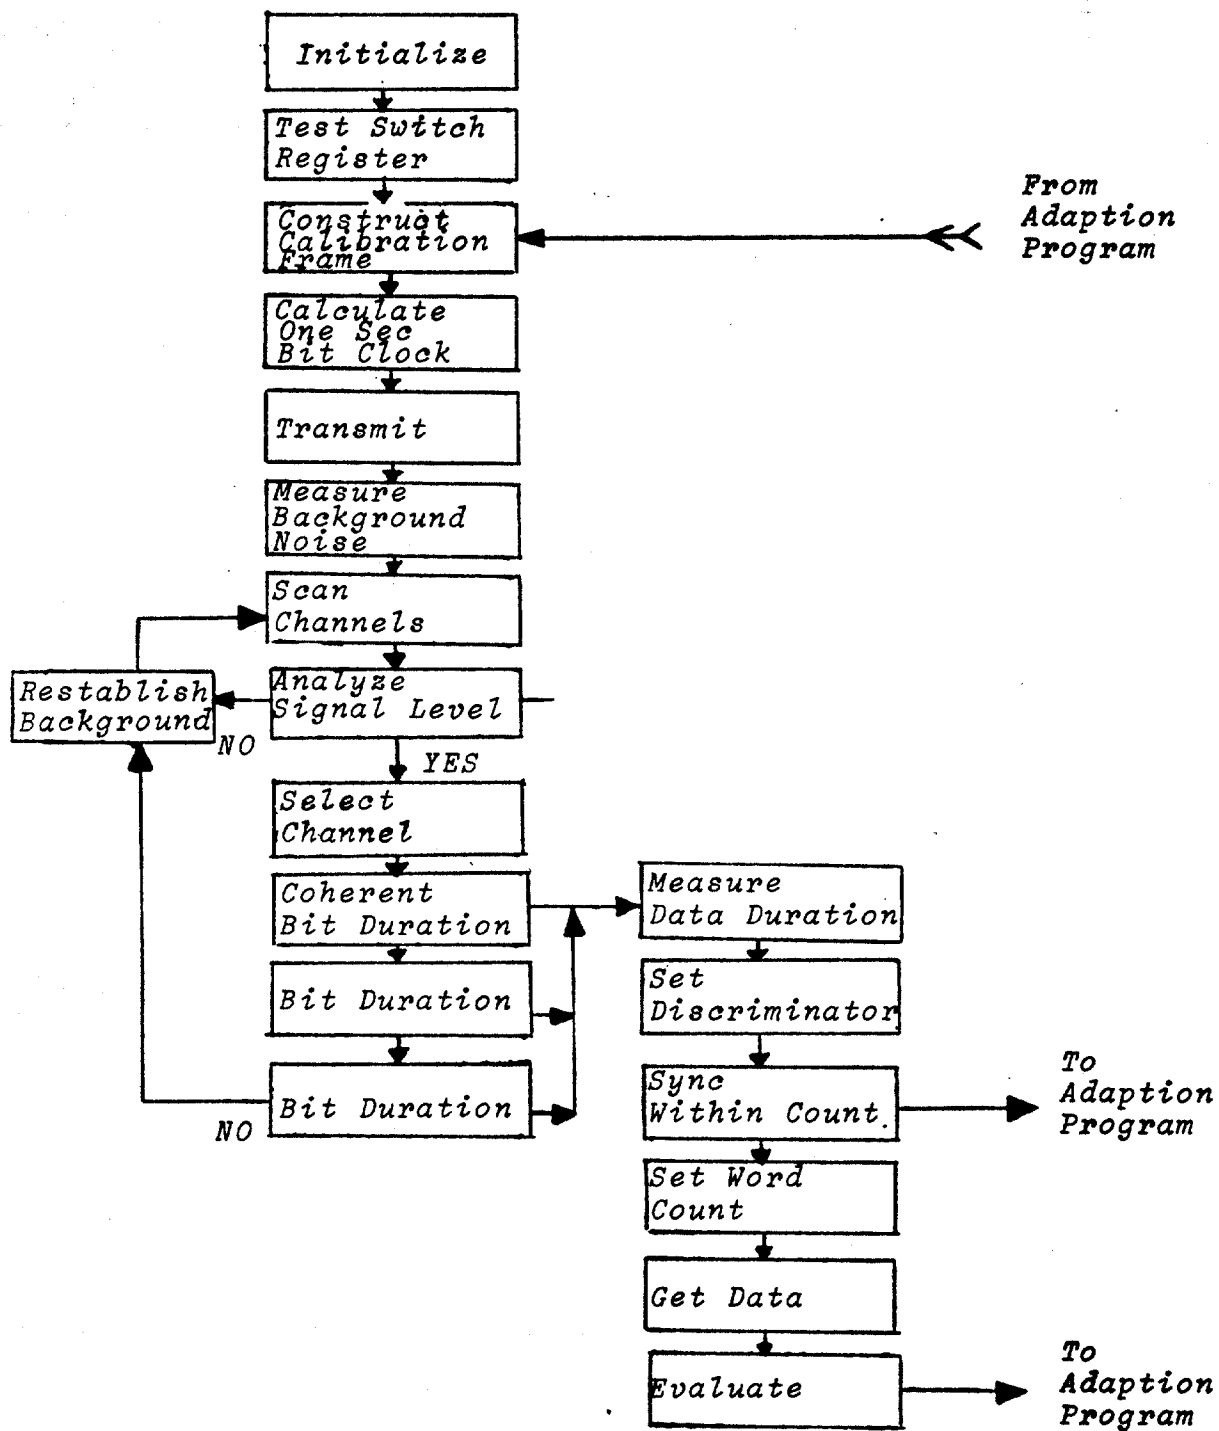 Initialize
Test Switch
Register
Construct
Calibration
Frame
From
Adaption
Program
Calculate
One Sec
Bit Clock
Transmit
Measure
Background
Noise
Scan
Channels
Restablish
Background
NO
Analyze
Signal Level
YES
Select
Channel
Coherent
Bit Duration
Bit Duration
Bit Duration
NO
Measure
Data Duration
Set
Discriminator
Sync
Within Count.
To
Adaption
Program
Set Word
Count
Get Data
Evaluate
To
Adaption
Program